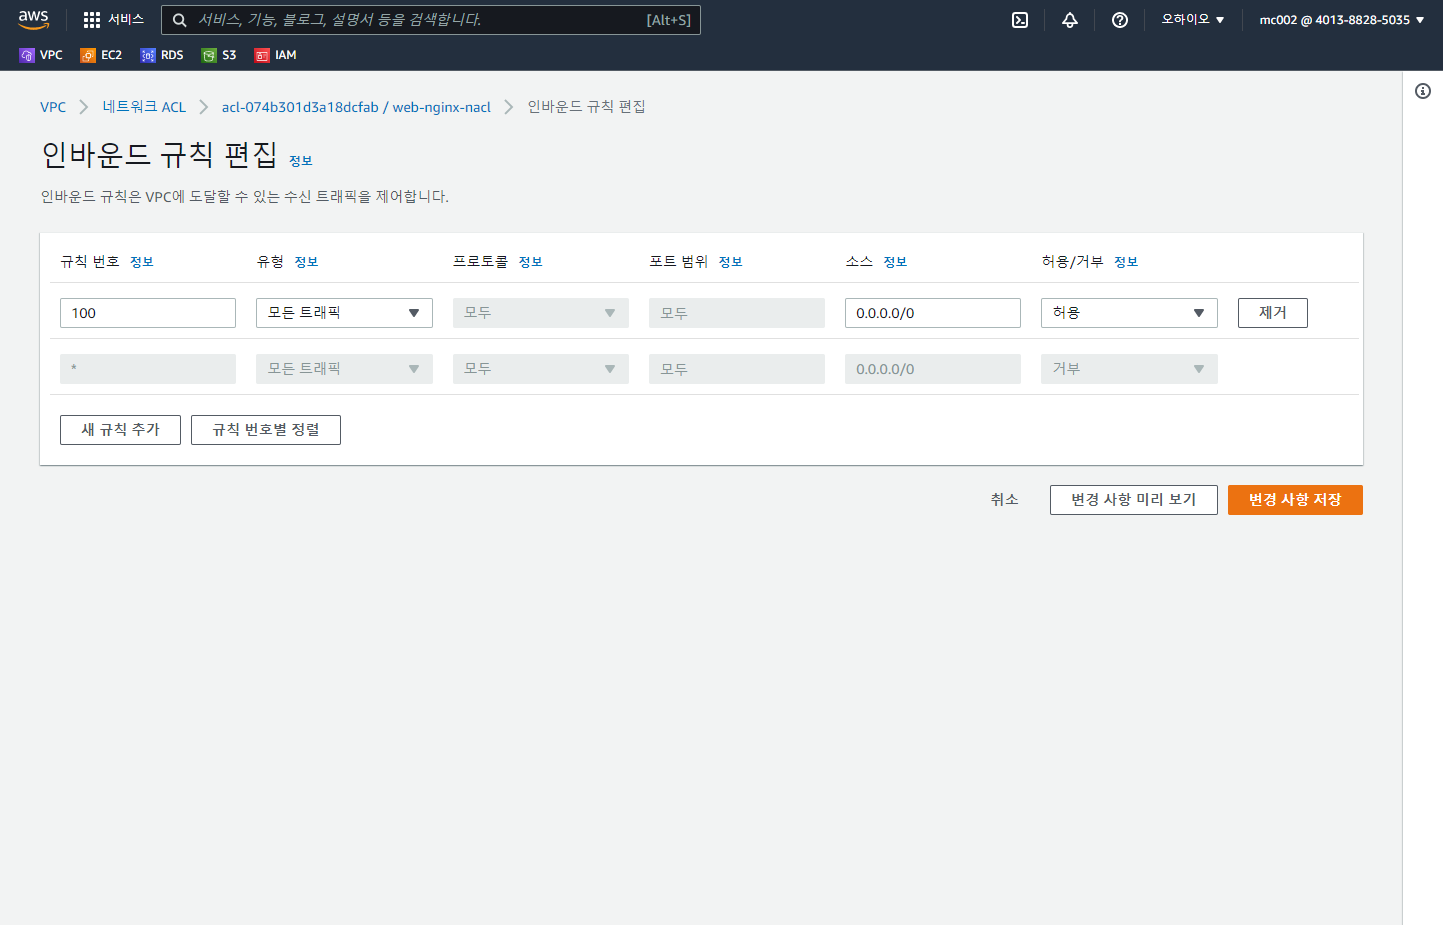 aws 서비스 서비스, 기능, 블로그, 설명서 등을 검색합니다. [Alt+S] 오하이오 ▼ mc002 @ 4013-8828-5035 ▼
VPC EC2 RDS S3 IAM
VPC > 네트워크 ACL > acl-074b301d3a18dcfab / web-nginx-nacl > 인바운드 규칙 편집
인바운드 규칙 편집 정보
인바운드 규칙은 VPC에 도달할 수 있는 수신 트래픽을 제어합니다.
규칙 번호 정보 유형 정보 프로토콜 정보 포트 범위 정보 소스 정보 허용/거부 정보
100 모든 트래픽 모두 모두 0.0.0.0/0 허용 제거
* 모든 트래픽 모두 모두 0.0.0.0/0 거부
새 규칙 추가 규칙 번호별 정렬
취소 변경 사항 미리 보기 변경 사항 저장